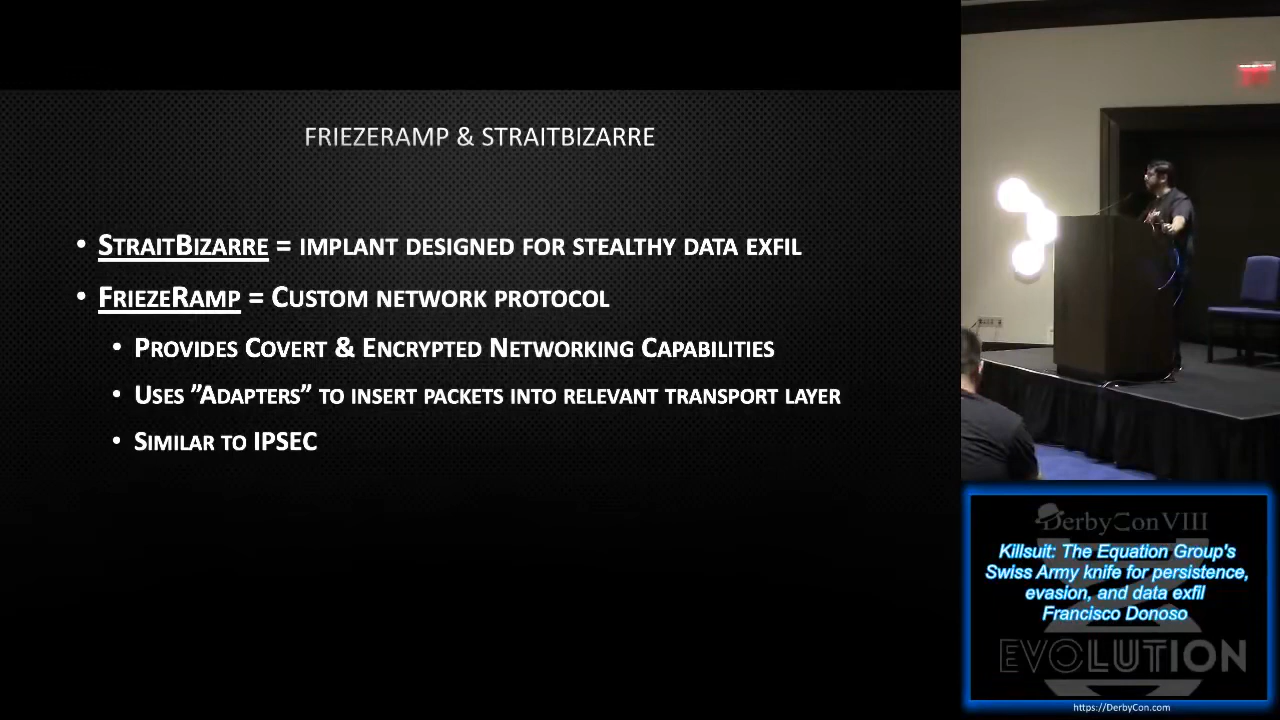 FRIEZERAMP & STRAITBIZARRE
• STRAITBIZARRE = IMPLANT DESIGNED FOR STEALTHY DATA EXFIL
• FRIEZERAMP = CUSTOM NETWORK PROTOCOL
• PROVIDES COVERT & ENCRYPTED NETWORKING CAPABILITIES
• USES ”ADAPTERS” TO INSERT PACKETS INTO RELEVANT TRANSPORT LAYER
• SIMILAR TO IPSEC
DerbyCon VIII
Killsuit: The Equation Group's
Swiss Army knife for persistence,
evasion, and data exfil
Francisco Donoso
EVOLUTION
https://DerbyCon.com